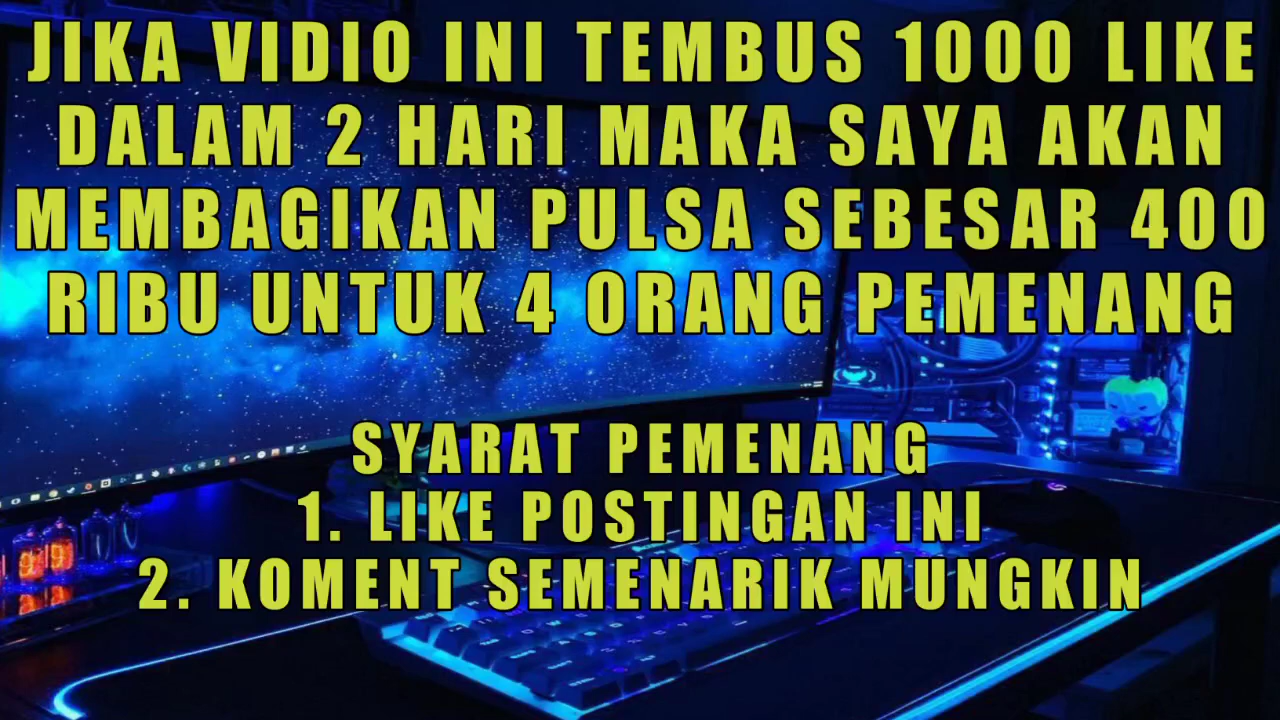 JIKA VIDIO INI TEMBUS 1000 LIKE
DALAM 2 HARI MAKA SAYA AKAN
MEMBAGIKAN PULSA SEBESAR 400
RIBU UNTUK 4 ORANG PEMENANG
SYARAT PEMENANG
1. LIKE POSTINGAN INI
2. KOMENT SEMENARIK MUNGKIN